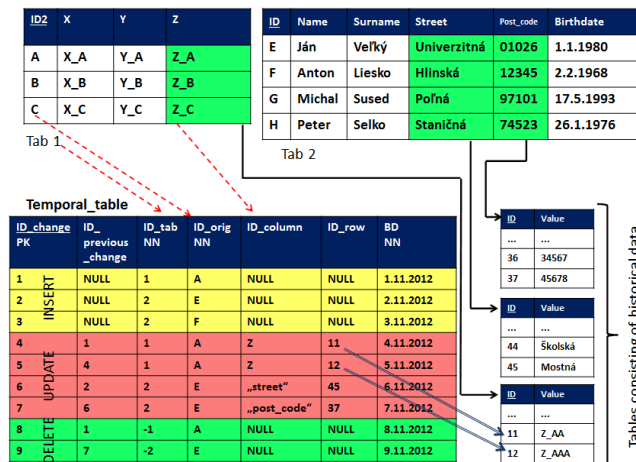 ID2 X Y Z
A X_A Y_A Z_A
B X_B Y_B Z_B
C X_C Y_C Z_C
Tab 1
ID Name Surname Street Post_code Birthdate
E Ján Veľký Univerzitná 01026 1.1.1980
F Anton Liesko Hlinská 12345 2.2.1968
G Michal Sused Poľná 97101 17.5.1993
H Peter Selko Staničná 74523 26.1.1976
Tab 2
Temporal_table
ID_change PK ID_previous_change ID_tab NN ID_orig NN ID_column ID_row BD NN
1 NULL 1 A NULL NULL 1.11.2012
2 NULL 2 E NULL NULL 2.11.2012
3 NULL 2 F NULL NULL 3.11.2012
4 1 1 A Z 11 4.11.2012
5 4 1 A Z 12 5.11.2012
6 2 2 E „street“ 45 6.11.2012
7 6 2 E „post_code“ 37 7.11.2012
8 1 -1 A NULL NULL 8.11.2012
9 7 -2 E NULL NULL 9.11.2012
INSERT
UPDATE
DELETE
ID Value
... ...
36 34567
37 45678
ID Value
... ...
44 Školská
45 Mostná
ID Value
... ...
11 Z_AA
12 Z_AAA
Tables consisting of historical data